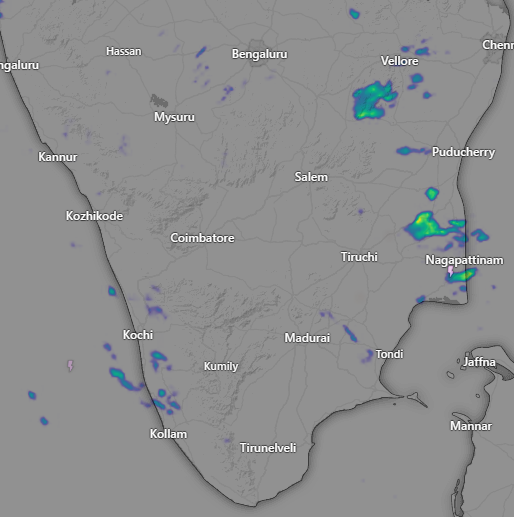 Hassan
Bengaluru
Chenn
ngaluru
Vellore
Mysuru
Kannur
Puducherry
Salem
Kozhikode
Coimbatore
Tiruchi
Nagapattinam
Kochi
Madurai
Tondi
Kumily
Jaffna
Mannar
Kollam
Tirunelveli